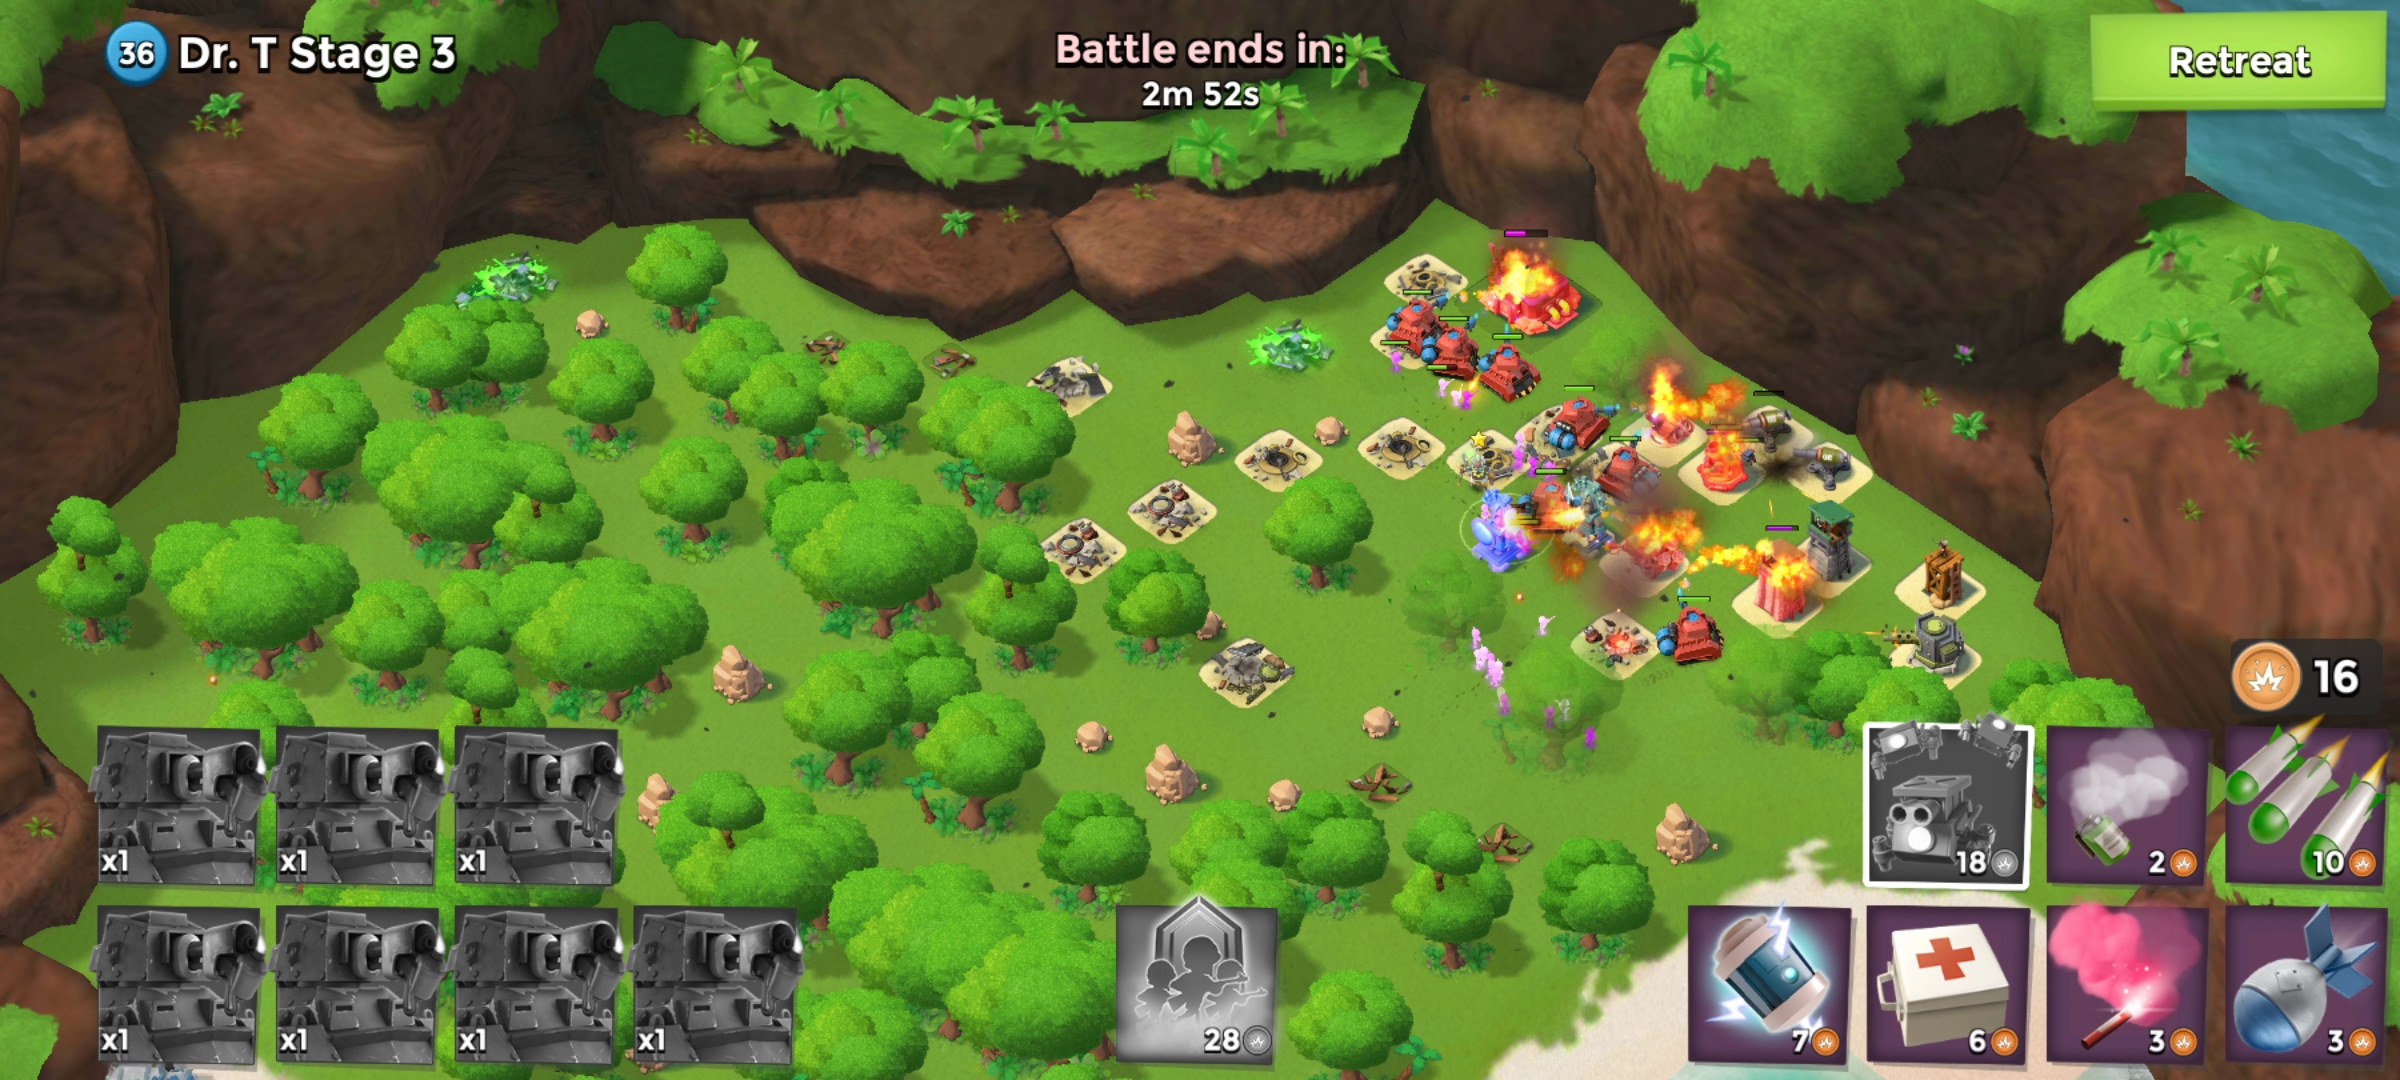 36 Dr. T Stage 3
Battle ends in:
2m 52s
Retreat
16
x1 x1 x1
18 2 10
x1 x1 x1 x1
28 7 6 3 3